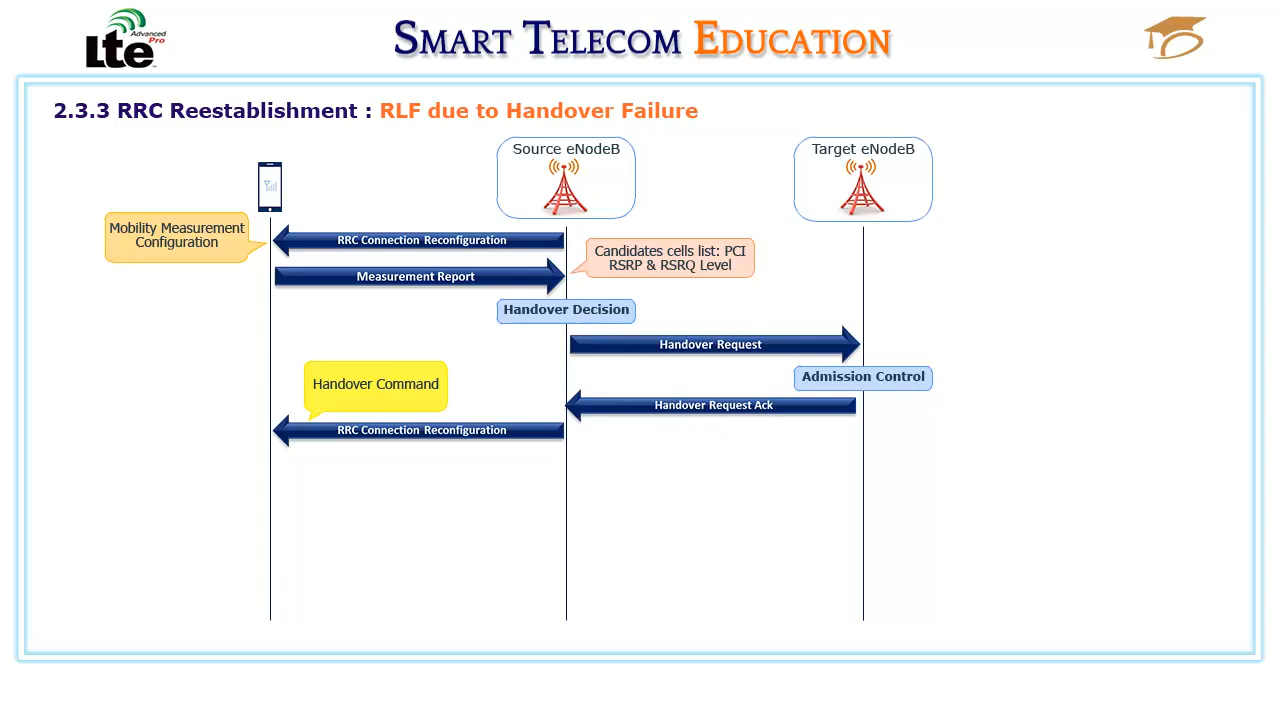 LTE Advanced Pro
SMART TELECOM EDUCATION
2.3.3 RRC Reestablishment : RLF due to Handover Failure
Source eNodeB
Target eNodeB
Mobility Measurement
Configuration
RRC Connection Reconfiguration
Candidates cells list: PCI
RSRP & RSRQ Level
Measurement Report
Handover Decision
Handover Request
Admission Control
Handover Command
Handover Request Ack
RRC Connection Reconfiguration